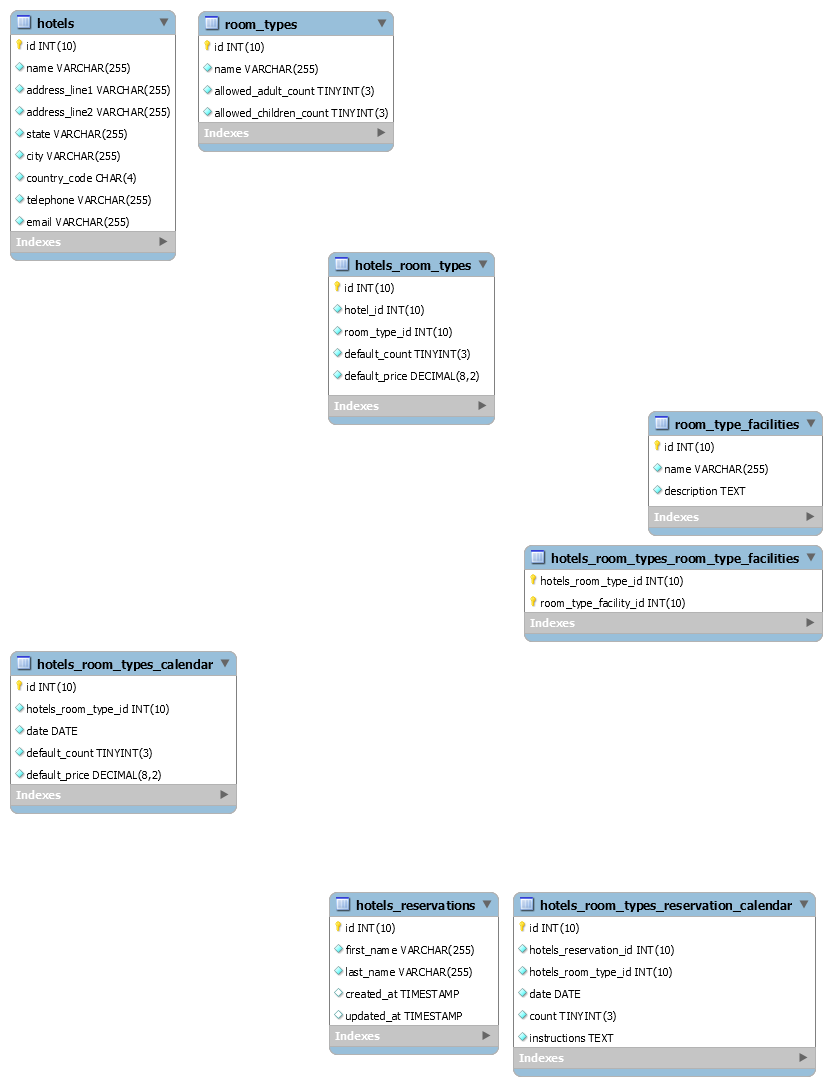 hotels
id INT(10)
name VARCHAR(255)
address_line1 VARCHAR(255)
address_line2 VARCHAR(255)
state VARCHAR(255)
city VARCHAR(255)
country_code CHAR(4)
telephone VARCHAR(255)
email VARCHAR(255)
Indexes
room_types
id INT(10)
name VARCHAR(255)
allowed_adult_count TINYINT(3)
allowed_children_count TINYINT(3)
Indexes
hotels_room_types
id INT(10)
hotel_id INT(10)
room_type_id INT(10)
default_count TINYINT(3)
default_price DECIMAL(8,2)
Indexes
room_type_facilities
id INT(10)
name VARCHAR(255)
description TEXT
Indexes
hotels_room_types_room_type_facilities
hotels_room_type_id INT(10)
room_type_facility_id INT(10)
Indexes
hotels_room_types_calendar
id INT(10)
hotels_room_type_id INT(10)
date DATE
default_count TINYINT(3)
default_price DECIMAL(8,2)
Indexes
hotels_reservations
id INT(10)
first_name VARCHAR(255)
last_name VARCHAR(255)
created_at TIMESTAMP
updated_at TIMESTAMP
Indexes
hotels_room_types_reservation_calendar
id INT(10)
hotels_reservation_id INT(10)
hotels_room_type_id INT(10)
date DATE
count TINYINT(3)
instructions TEXT
Indexes